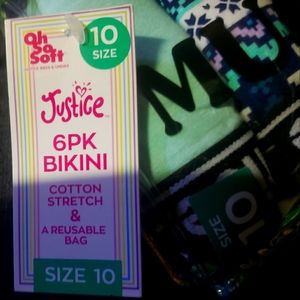 Oh
So
Soft
10
SIZE
Justice
6PK
BIKINI
COTTON
STRETCH
&
A REUSABLE
BAG
SIZE 10
M
10
SIZE